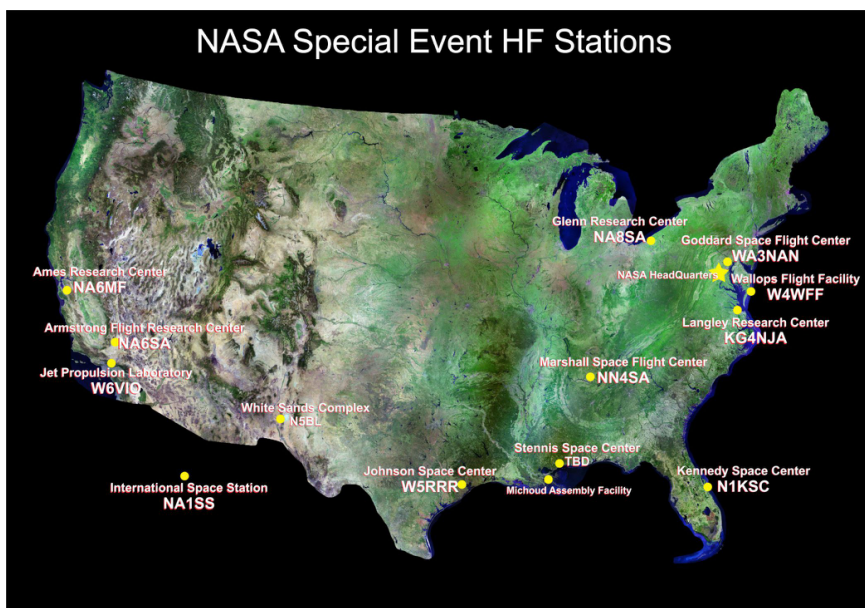 NASA Special Event HF Stations
Glenn Research Center
NA8SA
Goddard Space Flight Center
WA3NAN
NASA HeadQuarters
Wallops Flight Facility
W4WFF
Ames Research Center
NA6MF
Langley Research Center
KG4NJA
Armstrong Flight Research Center
NA6SA
Jet Propulsion Laboratory
W6VIO
Marshall Space Flight Center
NN4SA
White Sands Complex
N5BL
Stennis Space Center
TBD
Johnson Space Center
W5RRR
Michoud Assembly Facility
Kennedy Space Center
N1KSC
International Space Station
NA1SS